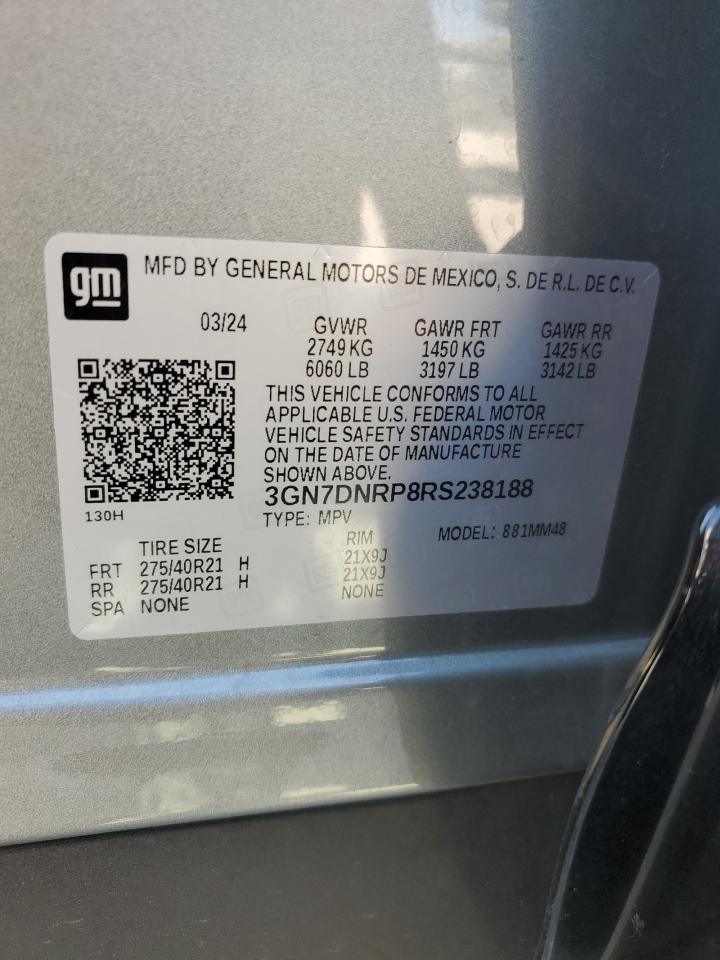 gm MFD BY GENERAL MOTORS DE MEXICO, S. DE R.L. DE C.V.
03/24 GVWR GAWR FRT GAWR RR
2749 KG 1450 KG 1425 KG
6060 LB 3197 LB 3142 LB
THIS VEHICLE CONFORMS TO ALL
APPLICABLE U.S. FEDERAL MOTOR
VEHICLE SAFETY STANDARDS IN EFFECT
ON THE DATE OF MANUFACTURE
SHOWN ABOVE.
3GN7DNRP8RS238188
130H TYPE: MPV MODEL: 881MM48
TIRE SIZE RIM
FRT 275/40R21 H 21X9J
RR 275/40R21 H 21X9J
SPA NONE NONE